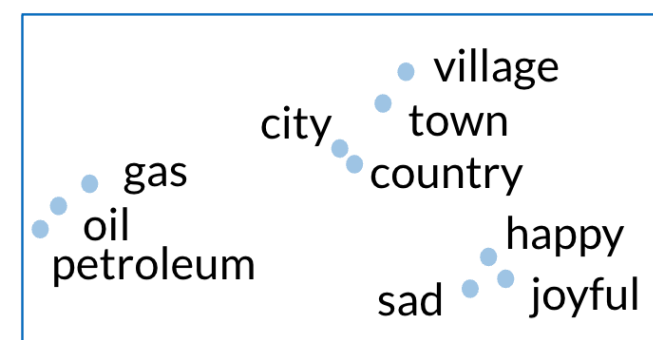 village
city
town
gas
country
oil
happy
petroleum
sad
joyful